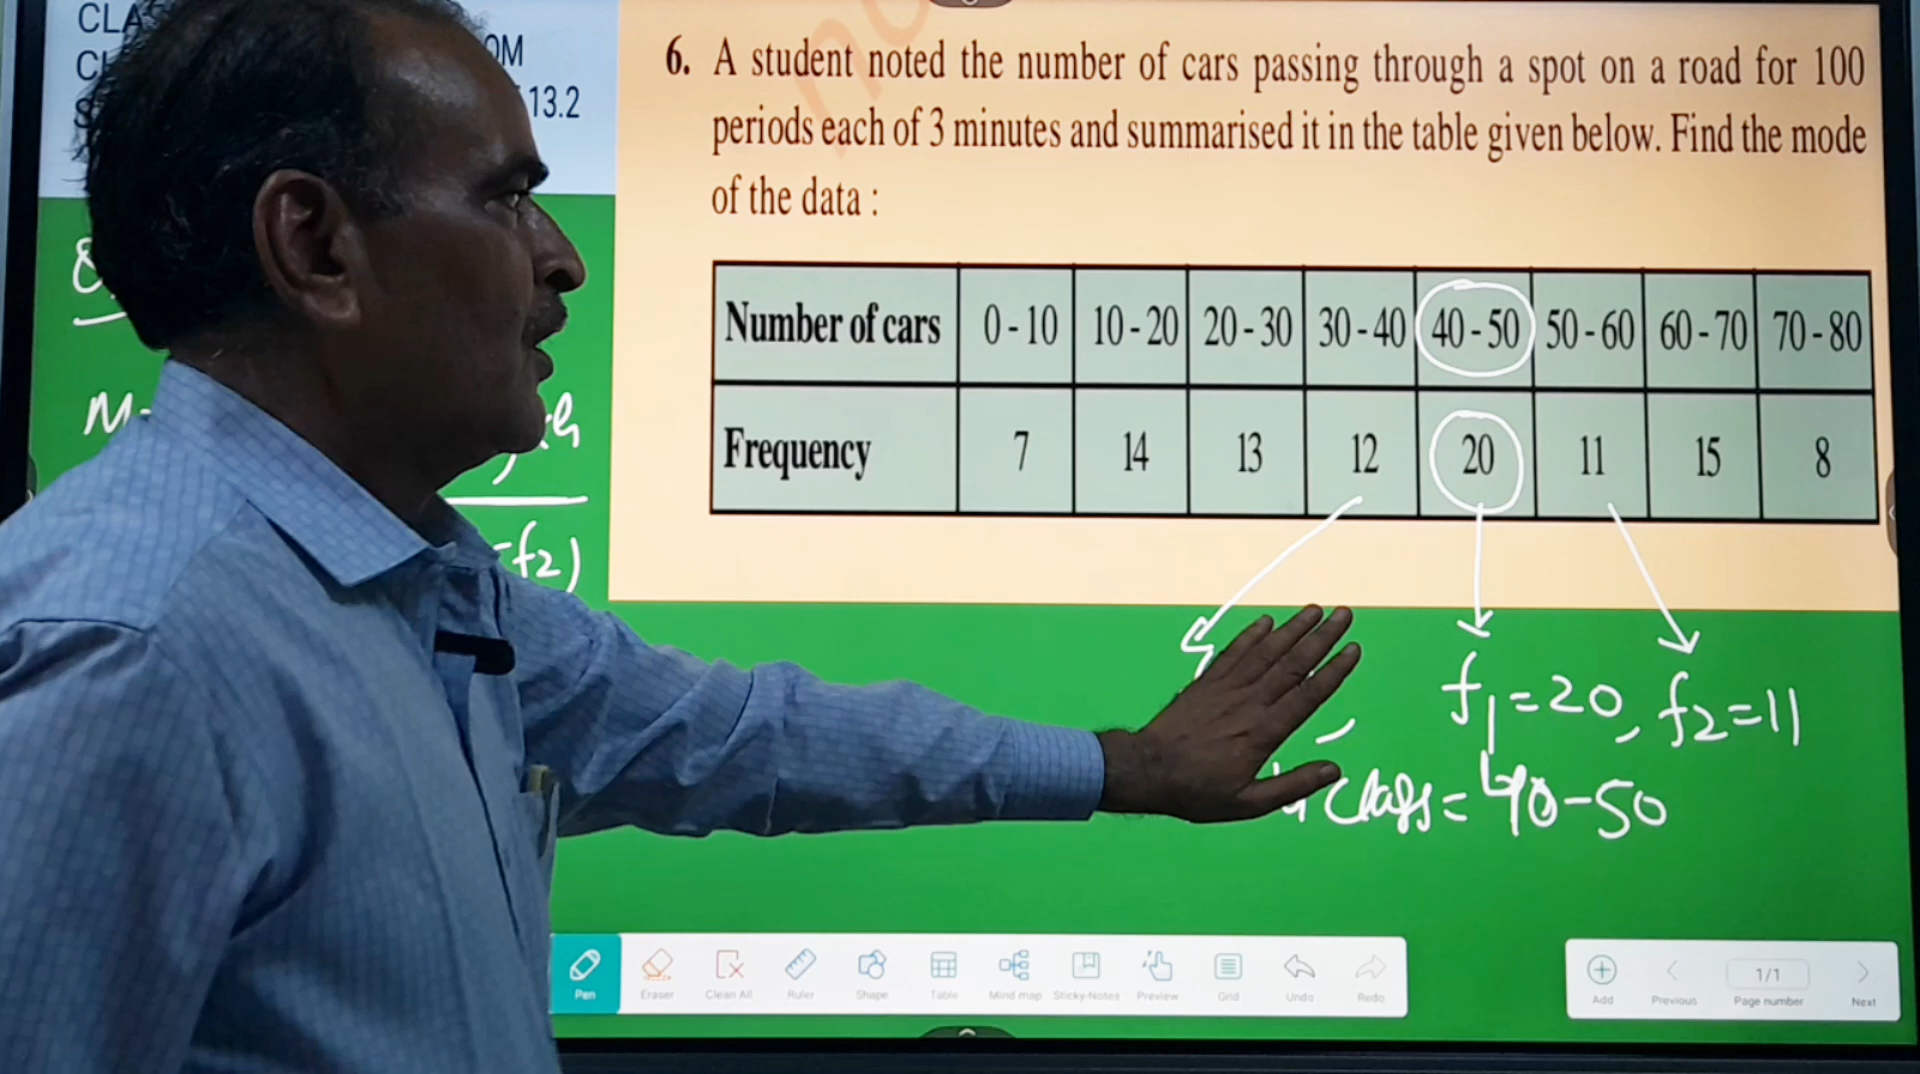 13.2
6. A student noted the number of cars passing through a spot on a road for 100
periods each of 3 minutes and summarised it in the table given below. Find the mode
of the data :
Number of cars 0 - 10 10 - 20 20 - 30 30 - 40 40 - 50 50 - 60 60 - 70 70 - 80
Frequency 7 14 13 12 20 11 15 8
f2)
f1=20, f2=11
class= 40-50
Pen Eraser Clean All Ruler Shape Table Mind map Sticky-Notes Preview Grid Undo Redo
Add Previous 1/1 Page number Next